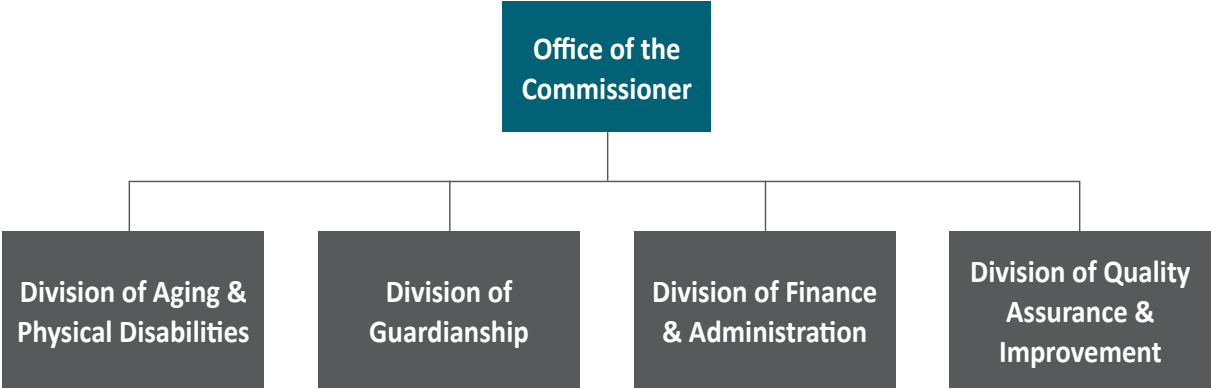 Office of the
Commissioner
Division of Aging &
Physical Disabilities
Division of
Guardianship
Division of Finance
& Administration
Division of Quality
Assurance &
Improvement